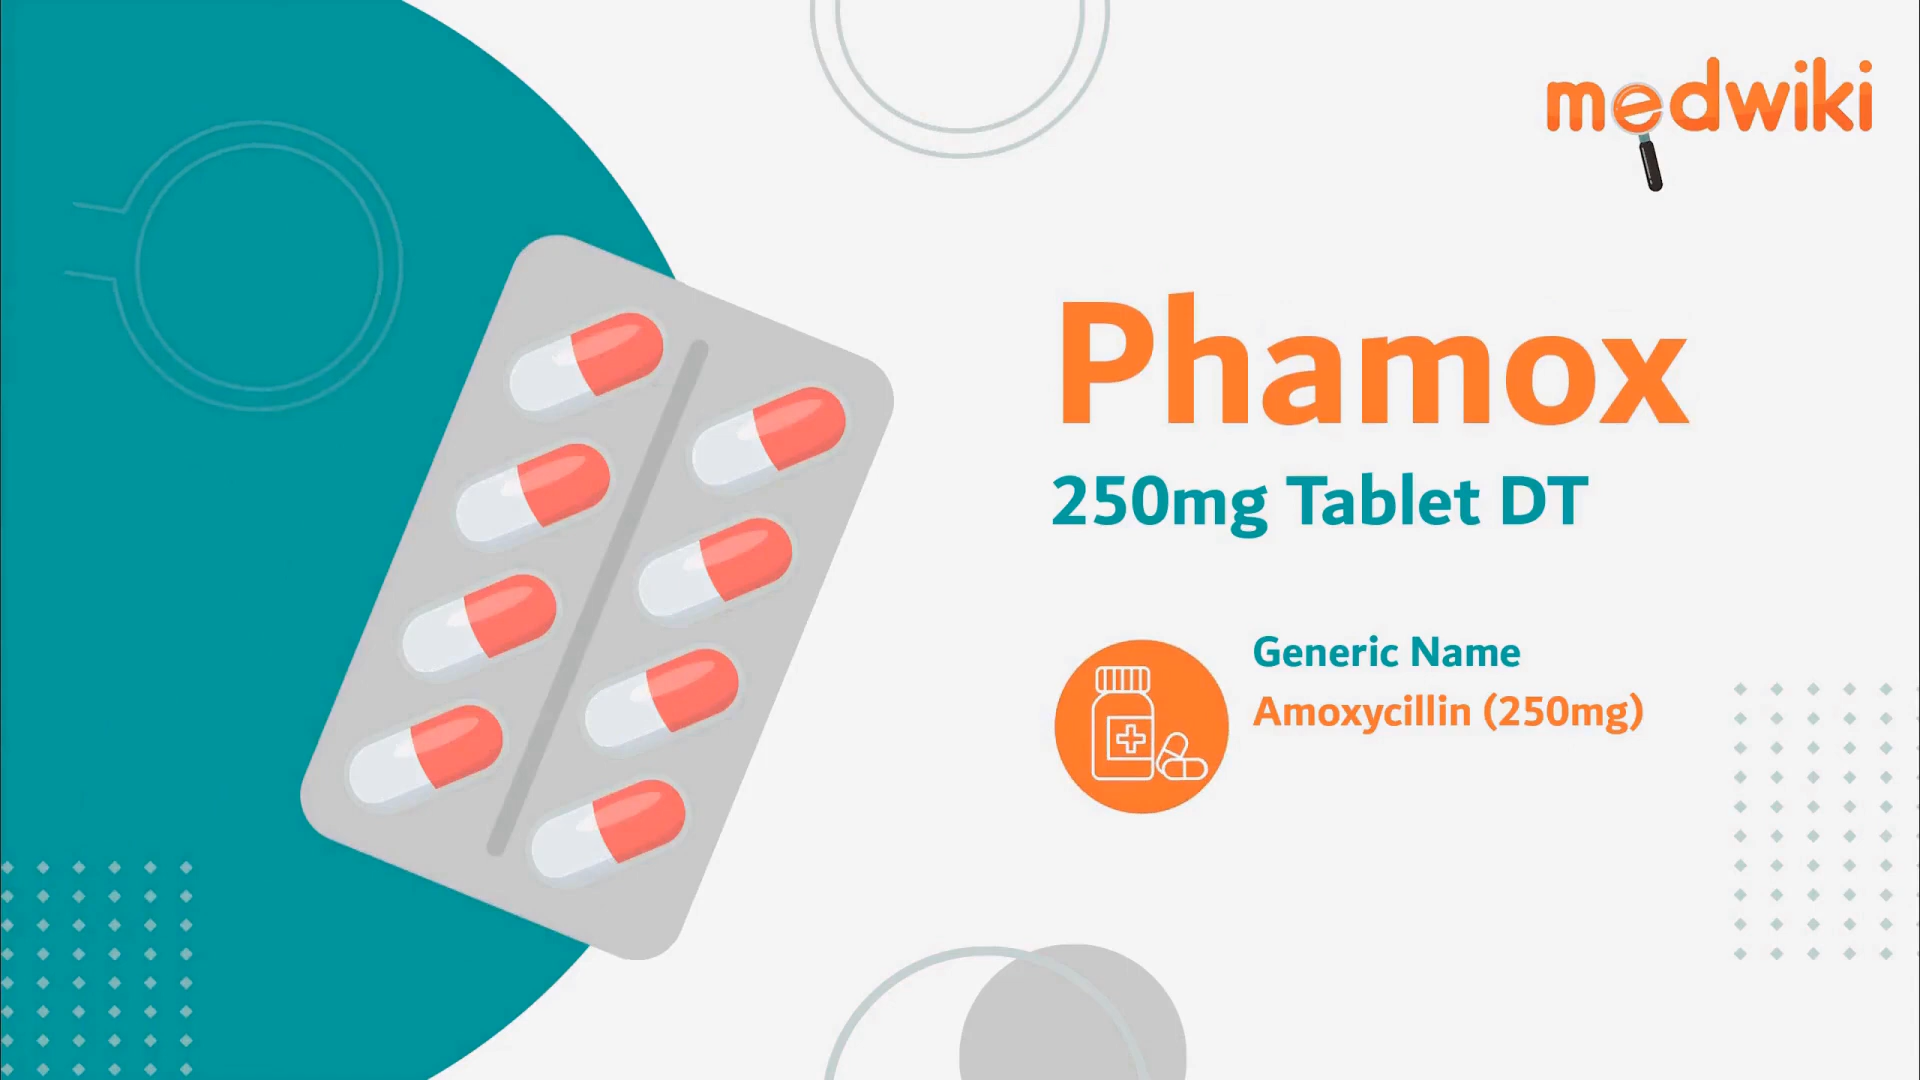 medwiki
Phamox
250mg Tablet DT
Generic Name
Amoxycillin (250mg)